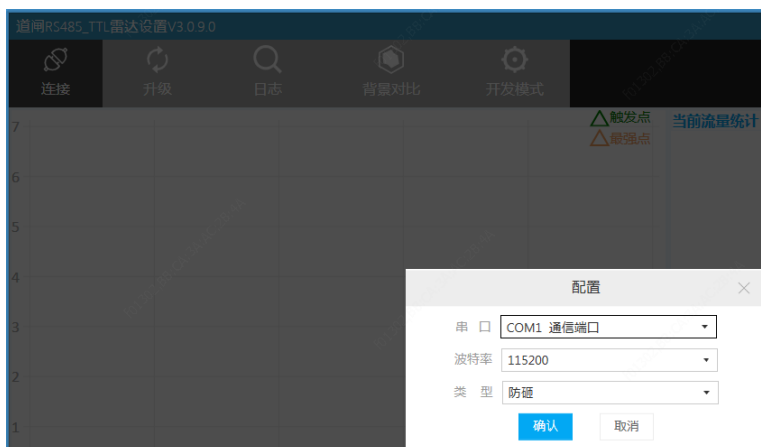 道闸RS485_TTL雷达设置V3.0.9.0
连接 升级 日志 背景对比 开发模式
触发点 当前流量统计
最强点
7
6
5
4
配置
3
串 口 COM1 通信端口
波特率 115200
2
类 型 防砸
1
确认 取消